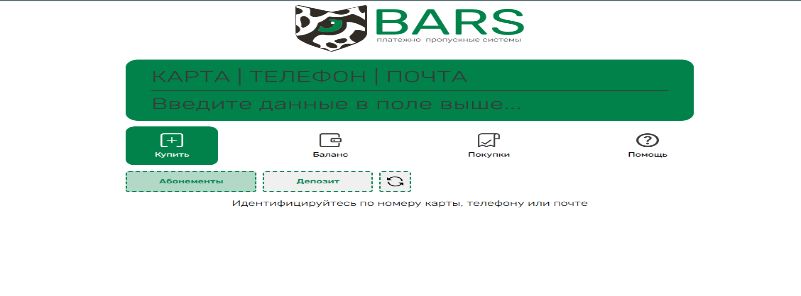 BARS
платежно пропускные системы
КАРТА | ТЕЛЕФОН | ПОЧТА
Введите данные в поле выше...
Купить
Баланс
Покупки
Помощь
Абонементы
Депозит
Идентифицируйтесь по номеру карты, телефону или почте